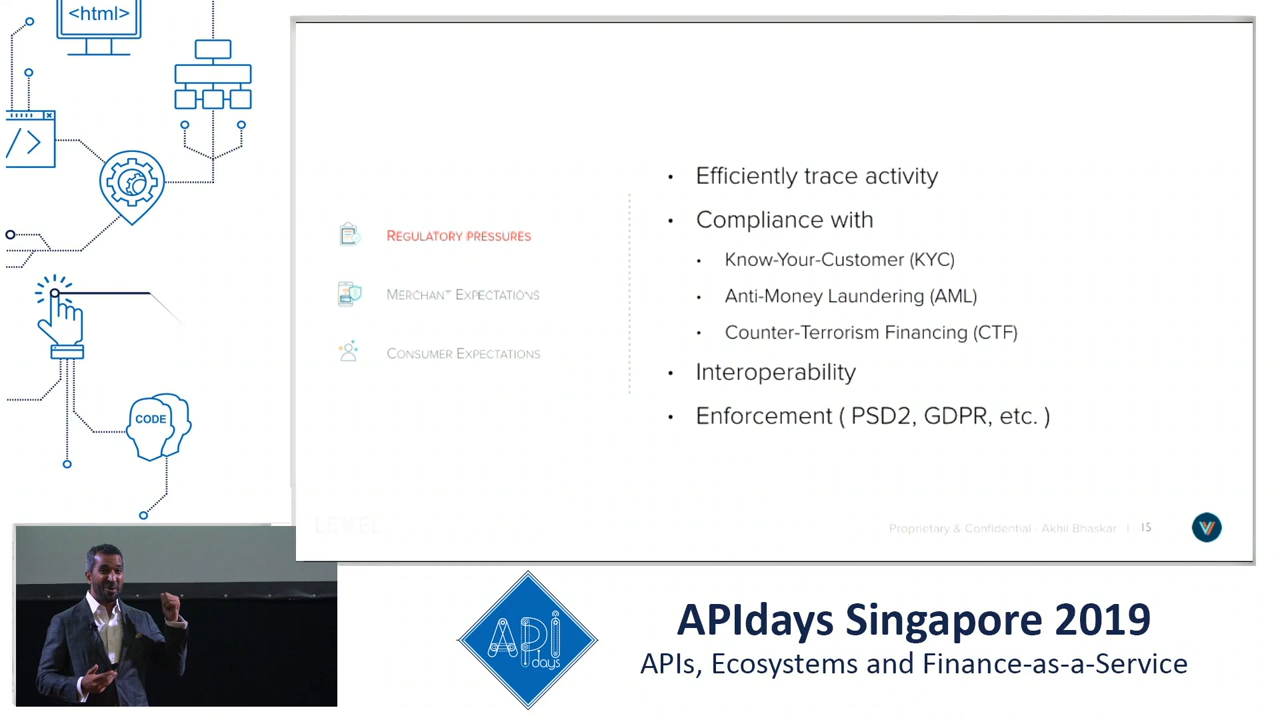 <html>
</>
CODE
REGULATORY PRESSURES
MERCHANT EXPECTATIONS
CONSUMER EXPECTATIONS
• Efficiently trace activity
• Compliance with
• Know-Your-Customer (KYC)
• Anti-Money Laundering (AML)
• Counter-Terrorism Financing (CTF)
• Interoperability
• Enforcement ( PSD2, GDPR, etc. )
LEVEL
Proprietary & Confidential - Akhil Bhaskar | 15
API
days
APIdays Singapore 2019
APIs, Ecosystems and Finance-as-a-Service